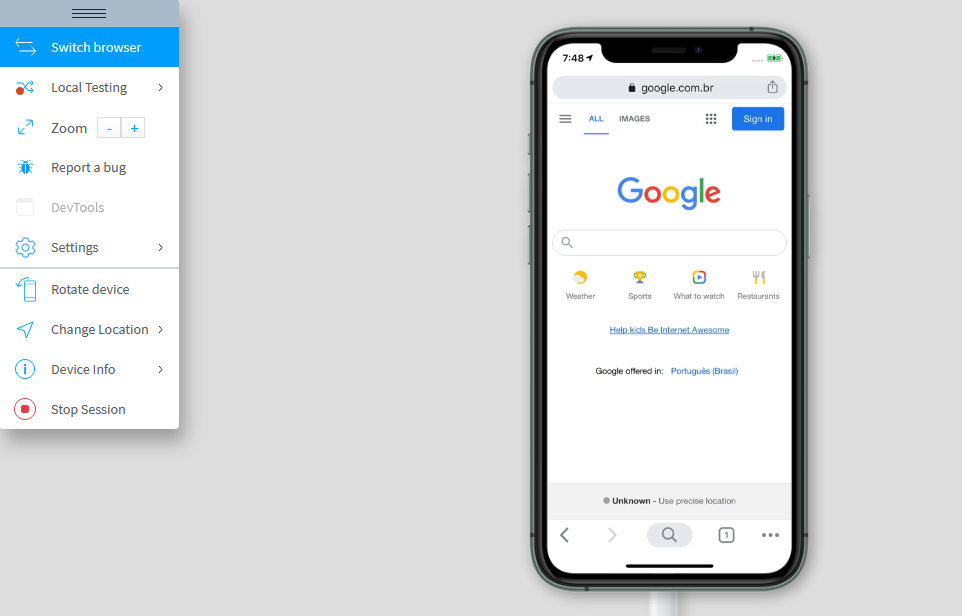 Switch browser
Local Testing
Zoom - +
Report a bug
DevTools
Settings
Rotate device
Change Location
Device Info
Stop Session
7:48
google.com.br
ALL IMAGES Sign in
Google
Weather Sports What to watch Restaurants
Help kids Be Internet Awesome
Google offered in: Português (Brasil)
Unknown - Use precise location
1